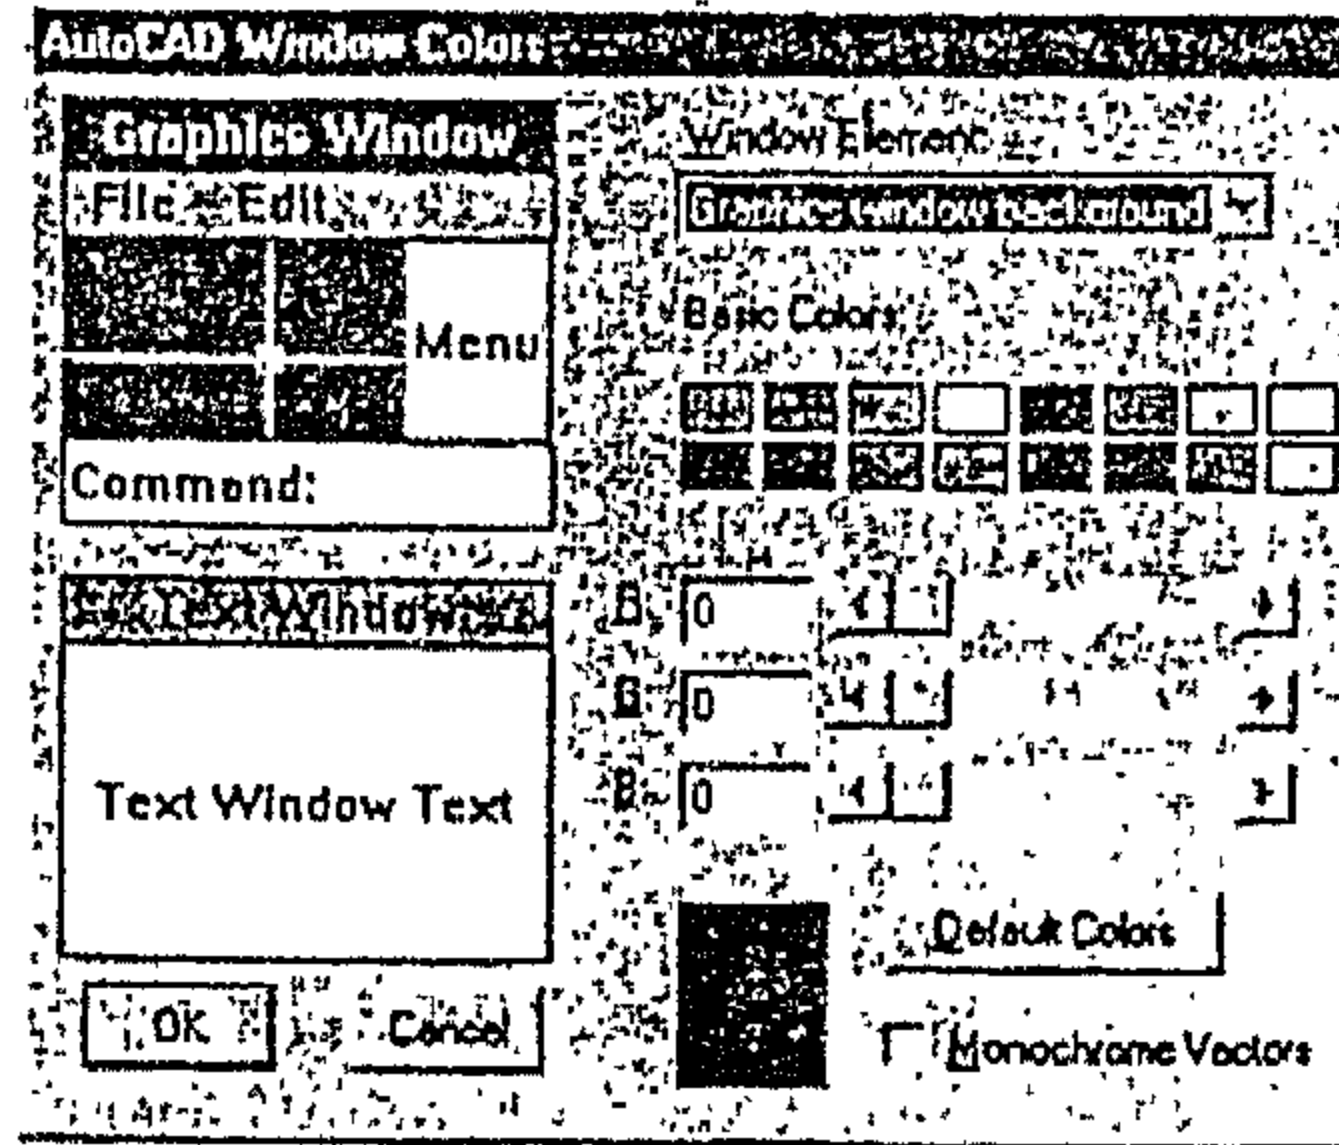 AutoCAD Window Colors
Graphics Window
File Edit
Menu
Command:
Text Window
Text Window Text
OK Cancel
Window Element:
Graphics window background
Basic Colors:
R 0
G 0
B 0
Default Colors
Monochrome Vectors